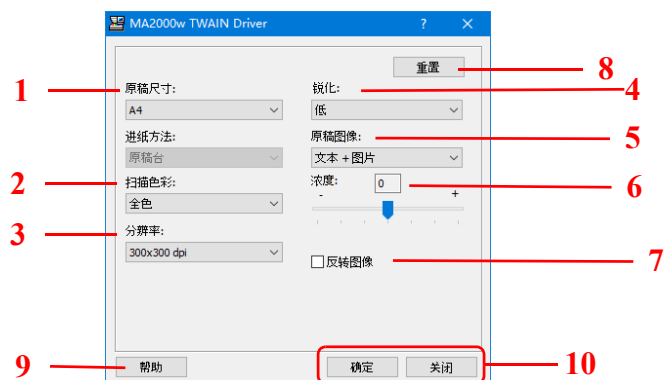 MA2000w TWAIN Driver ? ×
重置 8
1 原稿尺寸: 锐化: 4
A4 低
进纸方法: 原稿图像: 5
原稿台 文本 + 图片
2 扫描色彩: 浓度: 0 6
全色 - +
3 分辨率:
300x300 dpi 反转图像 7
9 帮助 确定 关闭 10